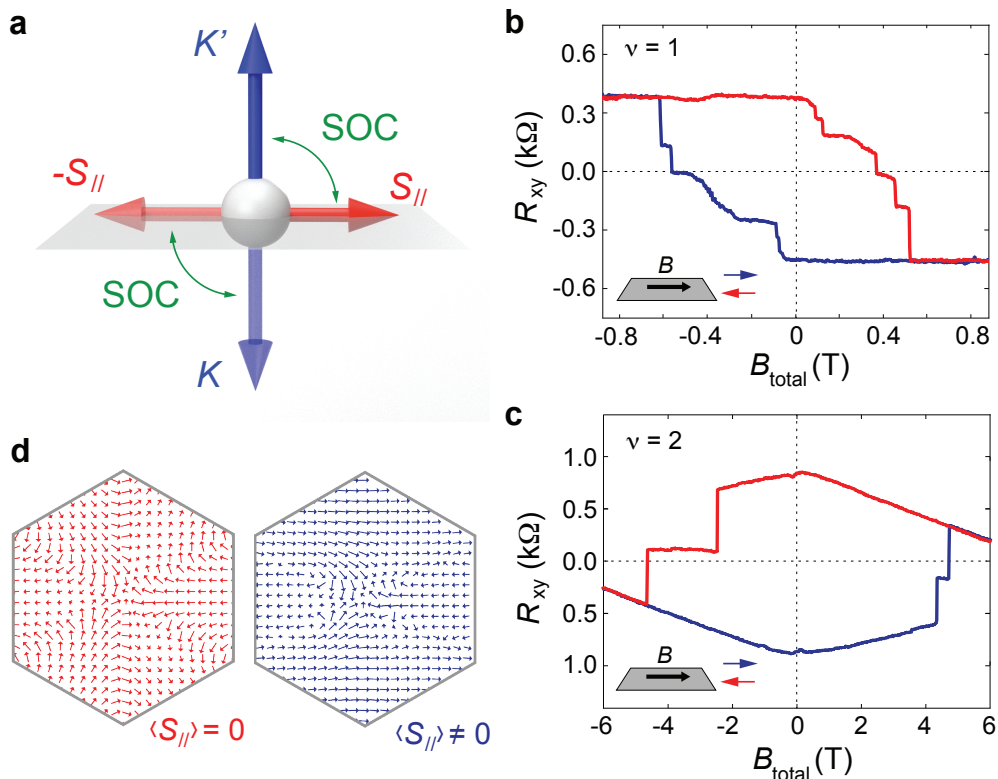 a
K'
SOC
-S//
S//
SOC
K
b
ν = 1
0.6
0.3
0.0
-0.3
-0.6
Rxy (kΩ)
B
-0.8
-0.4
0
0.4
0.8
Btotal (T)
c
ν = 2
1.0
0.5
0.0
0.5
1.0
Rxy (kΩ)
B
-6
-4
-2
0
2
4
6
Btotal (T)
d
⟨S//⟩ = 0
⟨S//⟩ ≠ 0